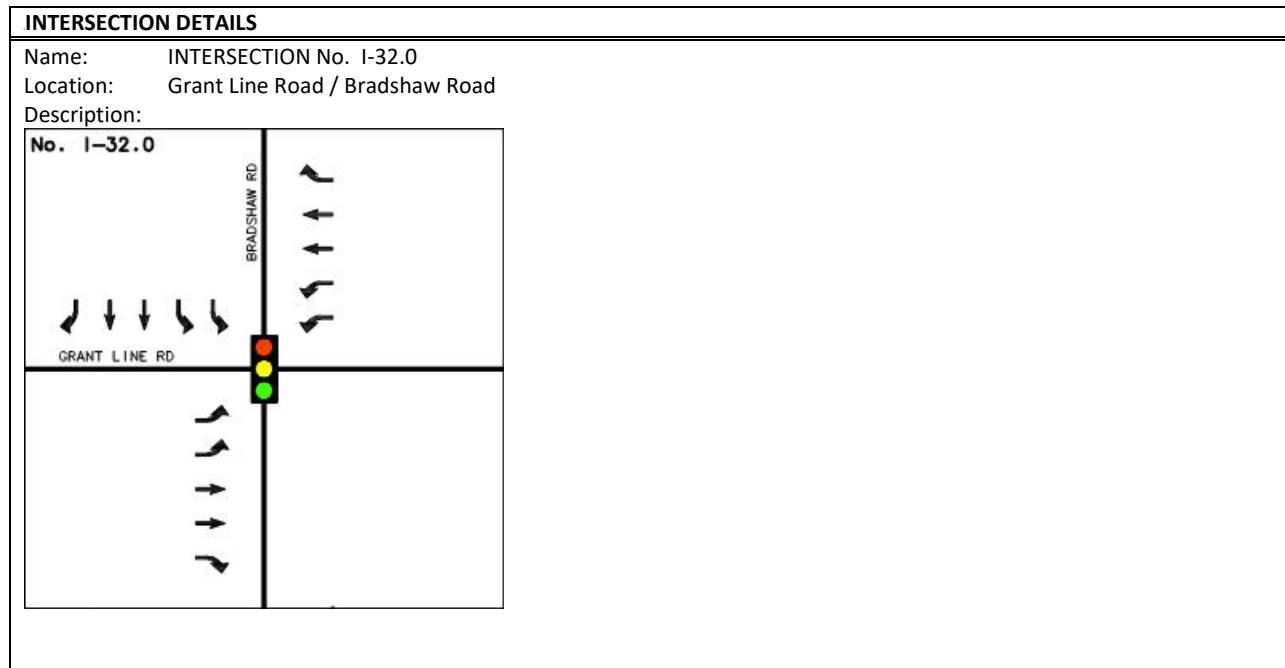 INTERSECTION DETAILS
Name: INTERSECTION No. I-32.0
Location: Grant Line Road / Bradshaw Road
Description:
No. I-32.0
BRADSHAW RD
GRANT LINE RD